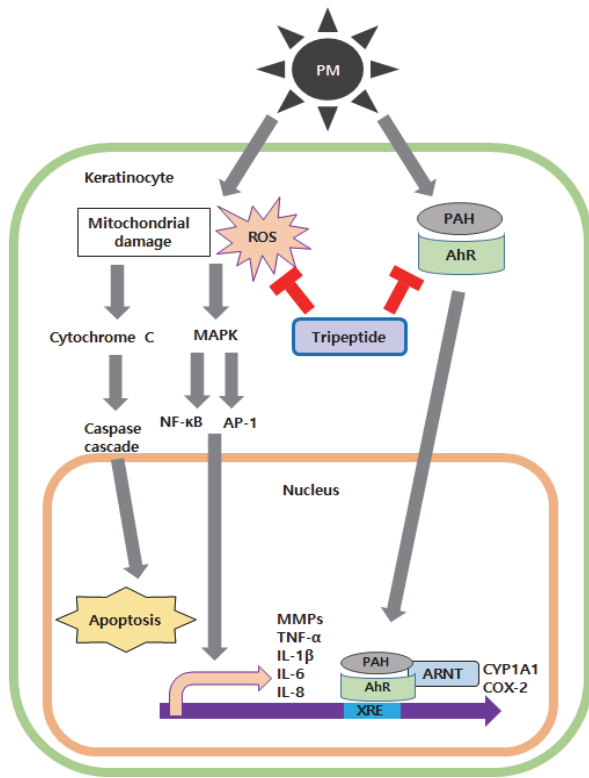 PM
Keratinocyte
Mitochondrial
damage
ROS
PAH
AhR
Cytochrome C
MAPK
Tripeptide
Caspase
cascade
NF-κB
AP-1
Nucleus
Apoptosis
MMPs
TNF-α
IL-1β
IL-6
IL-8
PAH
AhR
ARNT
XRE
CYP1A1
COX-2